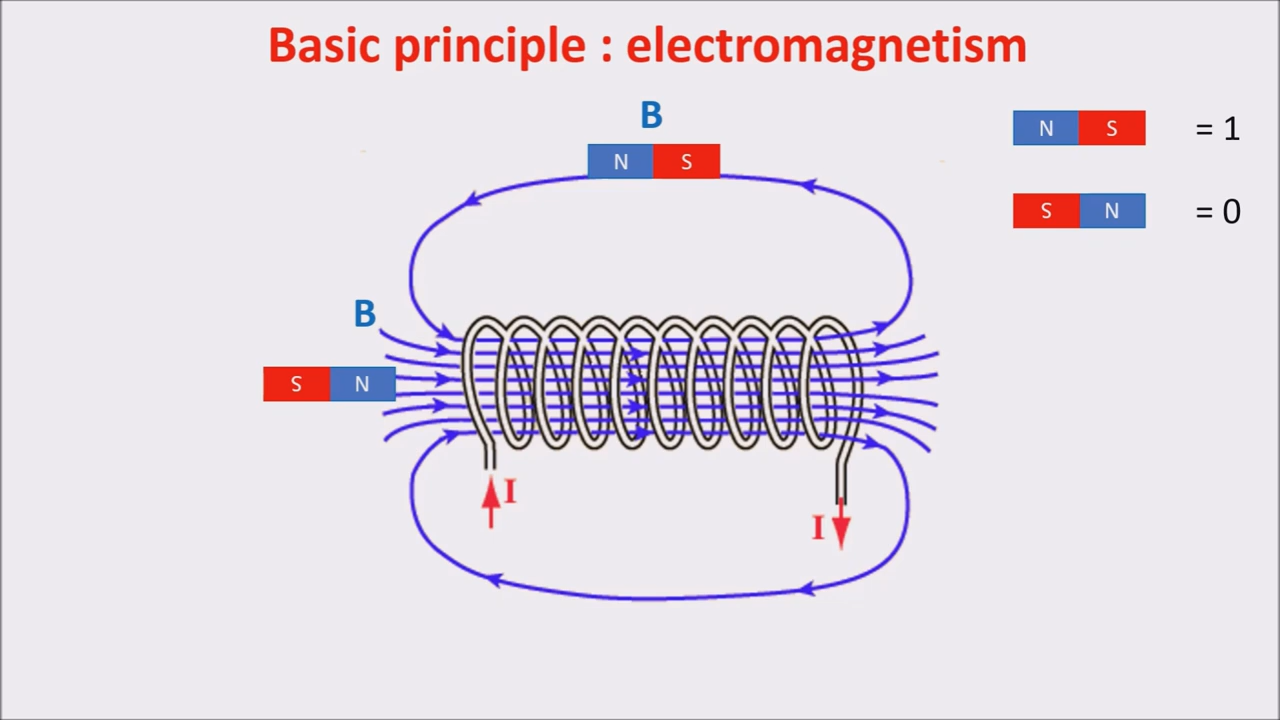 Basic principle : electromagnetism
B
N S
N S = 1
S N = 0
B
S N
I
I